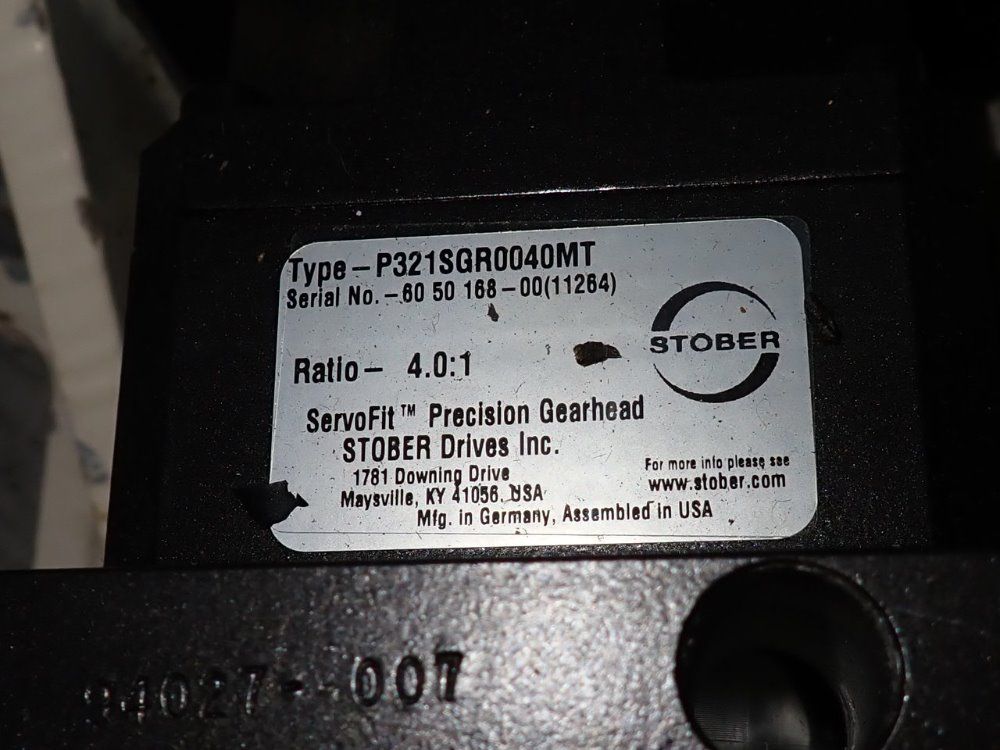 Type – P321SGR0040MT
Serial No. – 60 50 168 – 00(11264)
Ratio – 4.0:1
STOBER
ServoFit™ Precision Gearhead
STOBER Drives Inc.
1781 Downing Drive
Maysville, KY 41056. USA
Mfg. in Germany, Assembled in USA
For more info please see
www.stober.com
94027-007